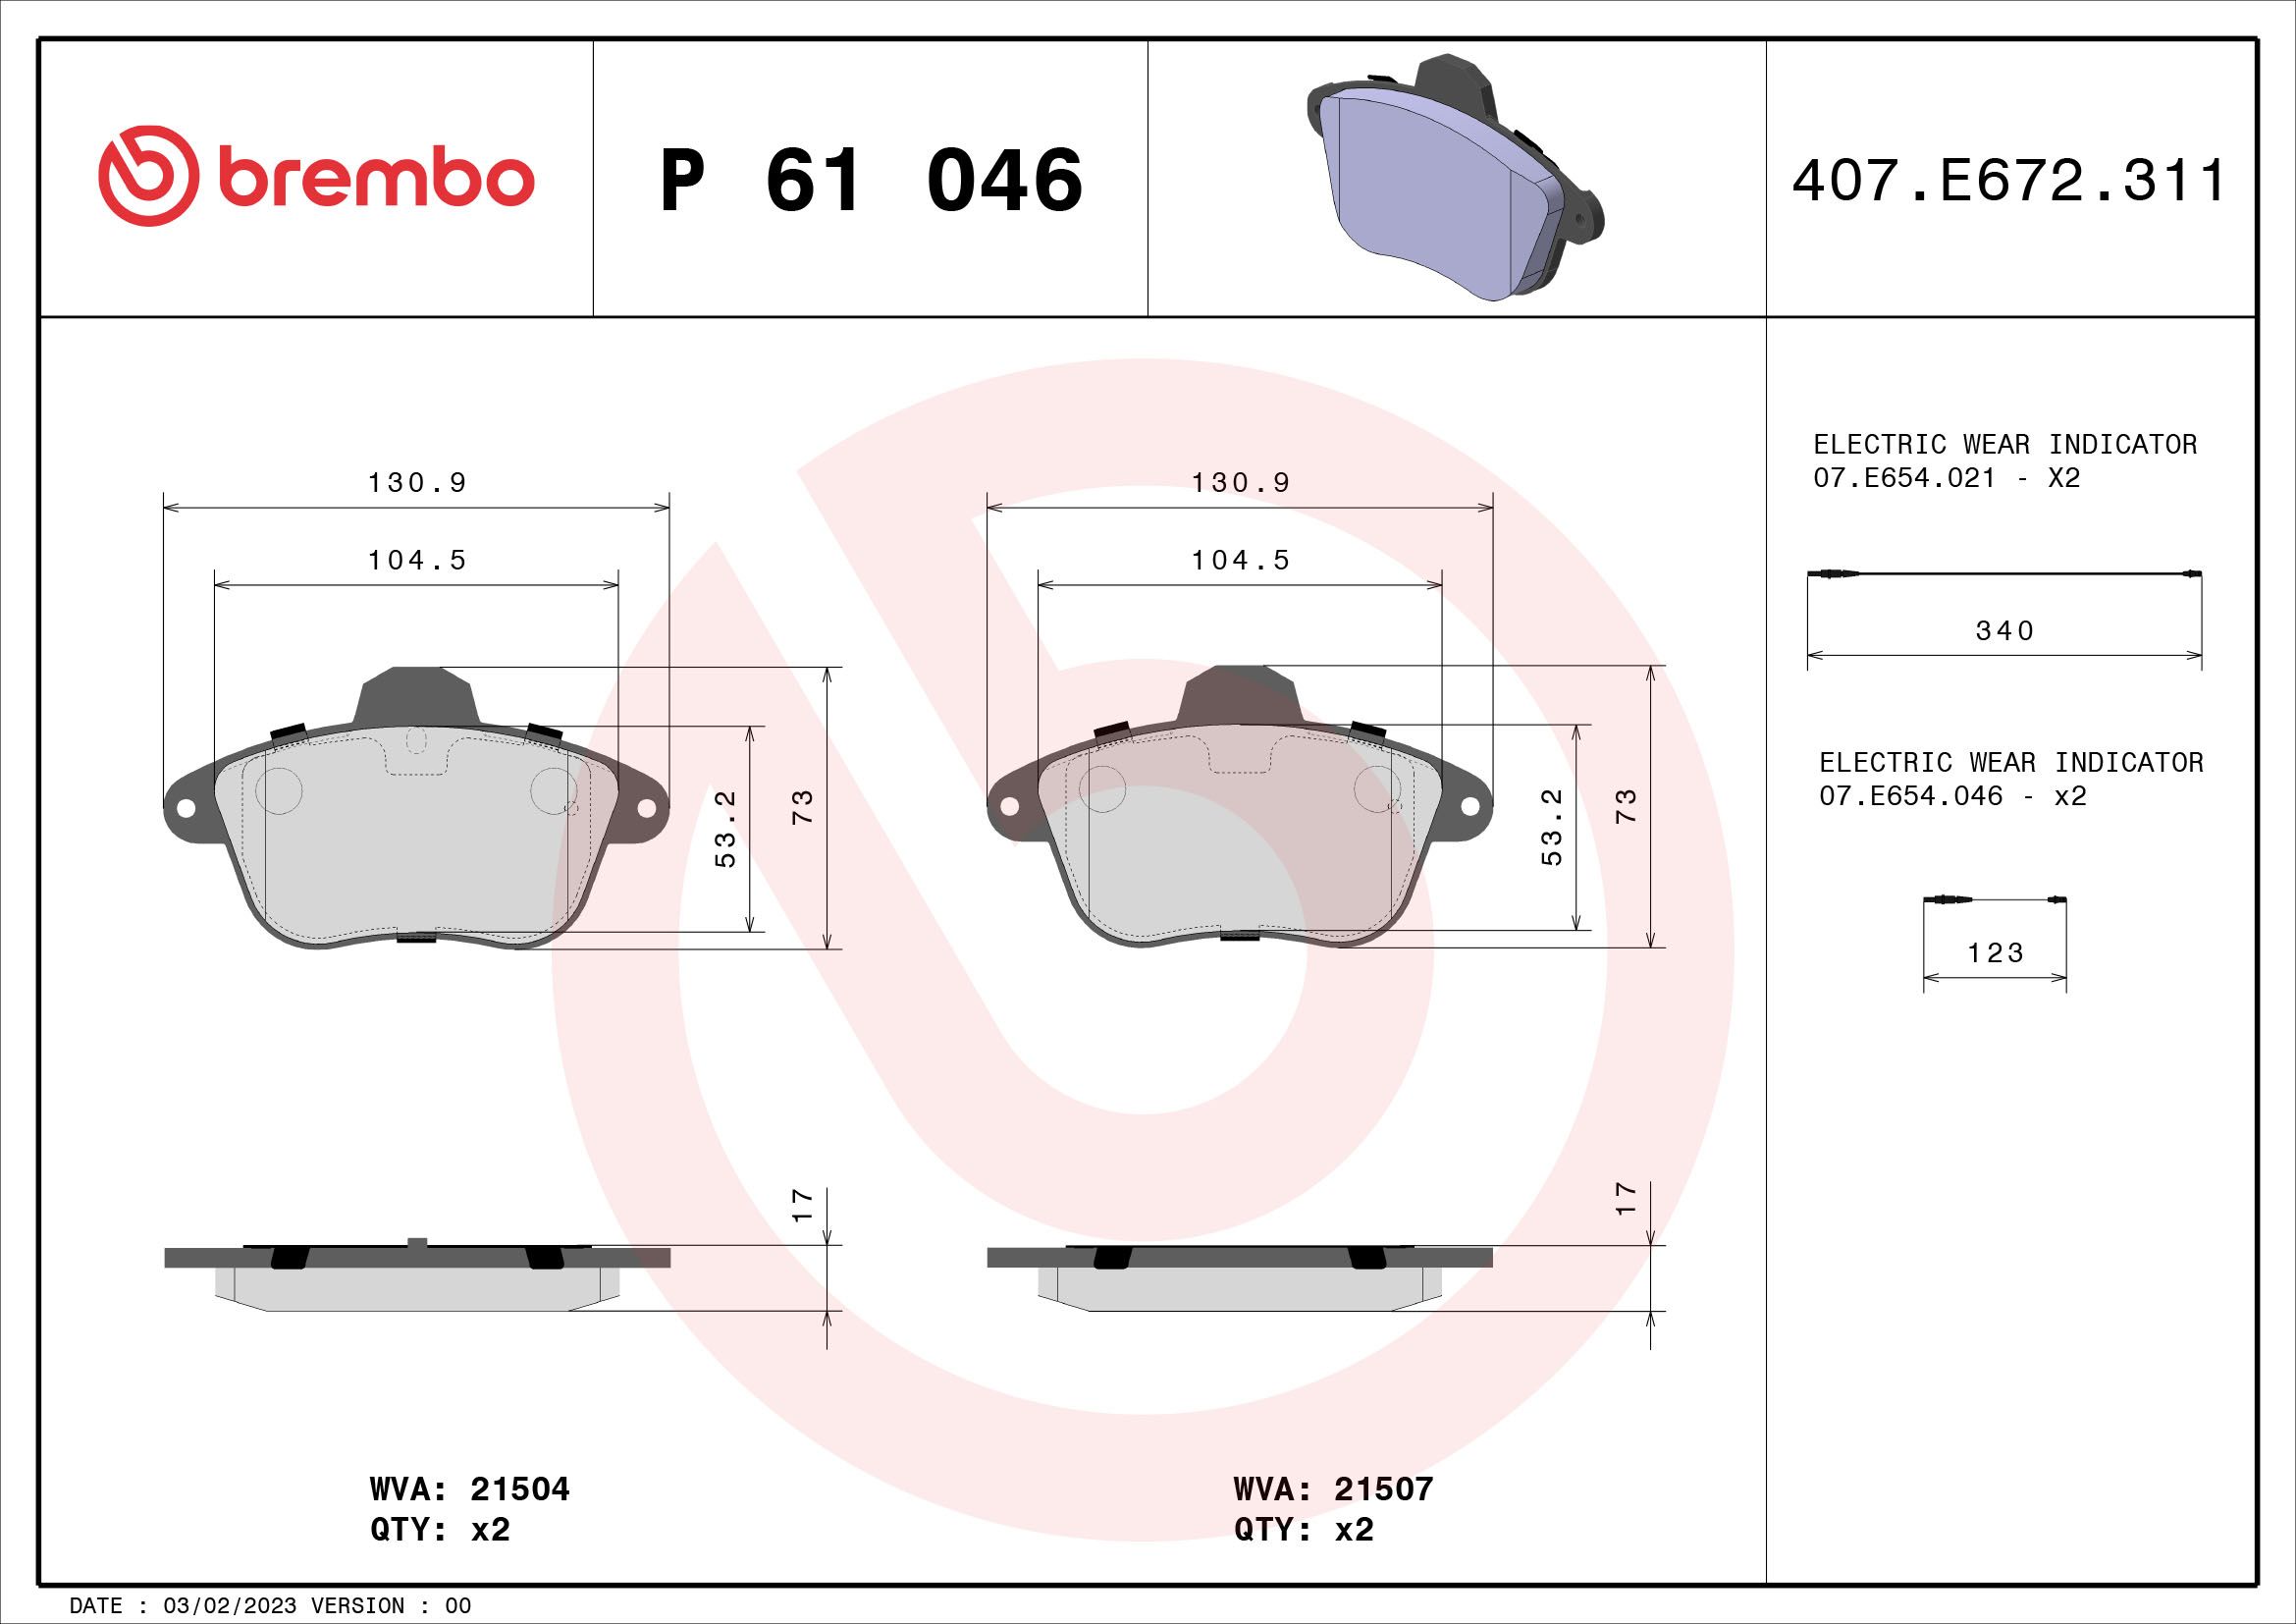 brembo
P 61 046
407.E672.311
ELECTRIC WEAR INDICATOR
07.E654.021 - X2
340
ELECTRIC WEAR INDICATOR
07.E654.046 - x2
123
130.9
104.5
53.2
73
130.9
104.5
53.2
73
17
17
WVA: 21504
QTY: x2
WVA: 21507
QTY: x2
DATE : 03/02/2023 VERSION : 00